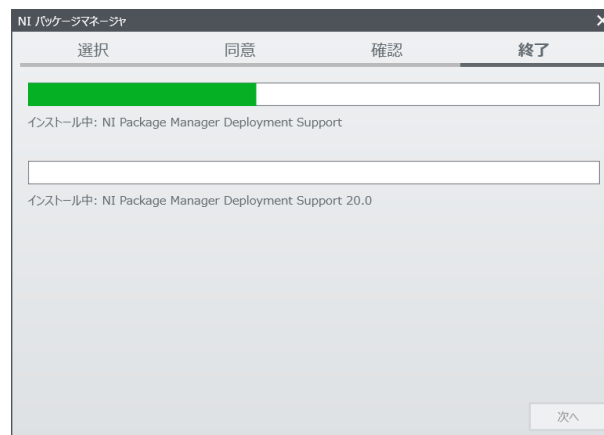 NI パッケージマネージャ
選択 同意 確認 終了
インストール中: NI Package Manager Deployment Support
インストール中: NI Package Manager Deployment Support 20.0
次へ